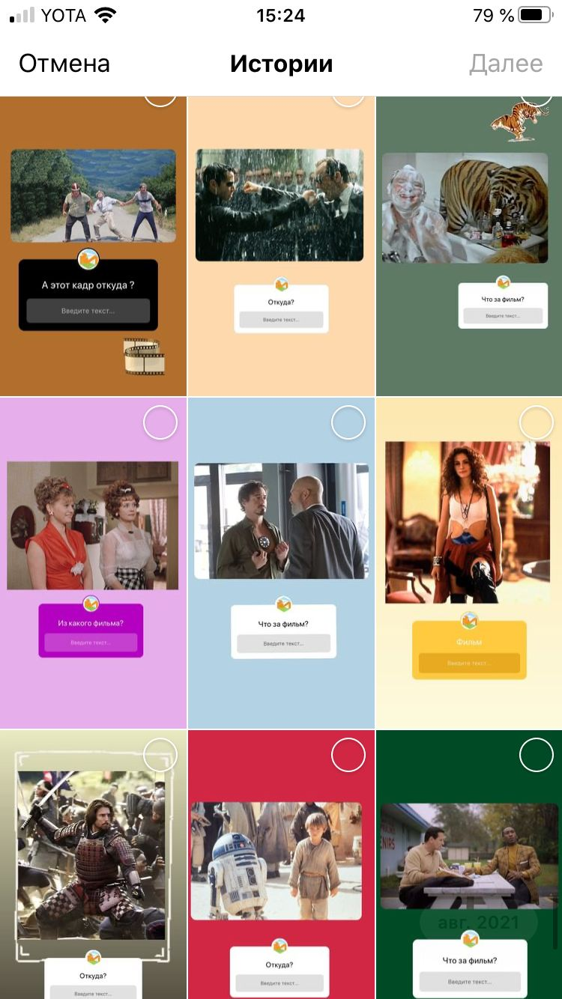 YOTA
15:24
79 %
Отмена
Истории
Далее
А этот кадр откуда ?
Введите текст...
Откуда?
Введите текст...
Что за фильм?
Введите текст...
Из какого фильма?
Введите текст...
Что за фильм?
Введите текст...
Фильм
Введите текст...
Откуда?
Введите текст...
Откуда?
Введите текст...
NIRS
авг. 2021
Что за фильм?
Введите текст...